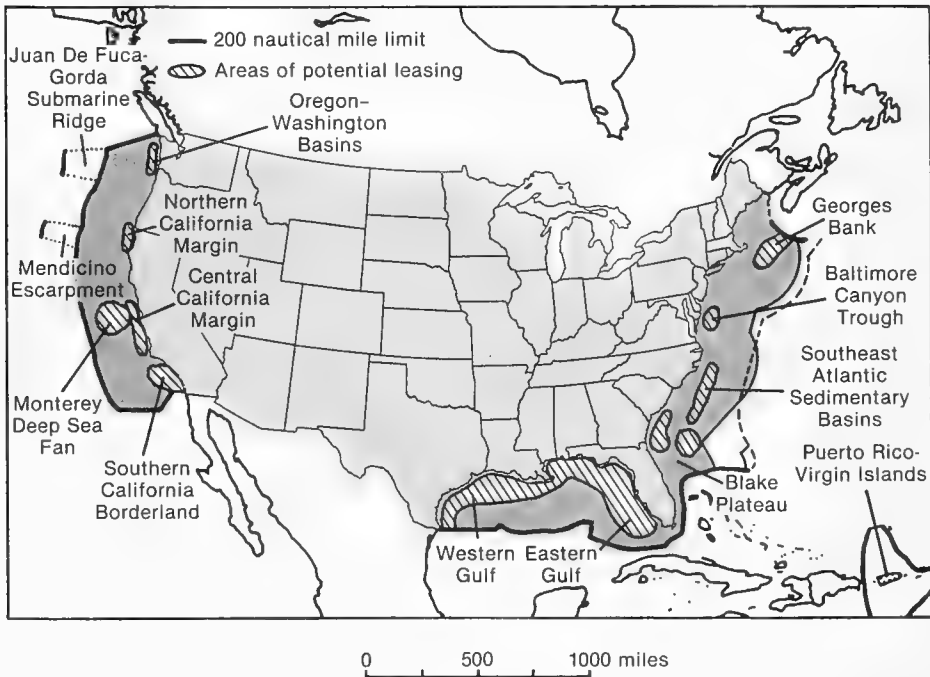 200 nautical mile limit
Areas of potential leasing
Juan De Fuca-
Gorda
Submarine
Ridge
Oregon–
Washington
Basins
Northern
California
Margin
Mendicino
Escarpment
Central
California
Margin
Monterey
Deep Sea
Fan
Southern
California
Borderland
Western
Gulf
Eastern
Gulf
Georges
Bank
Baltimore
Canyon
Trough
Southeast
Atlantic
Sedimentary
Basins
Blake
Plateau
Puerto Rico-
Virgin Islands
0 500 1000 miles